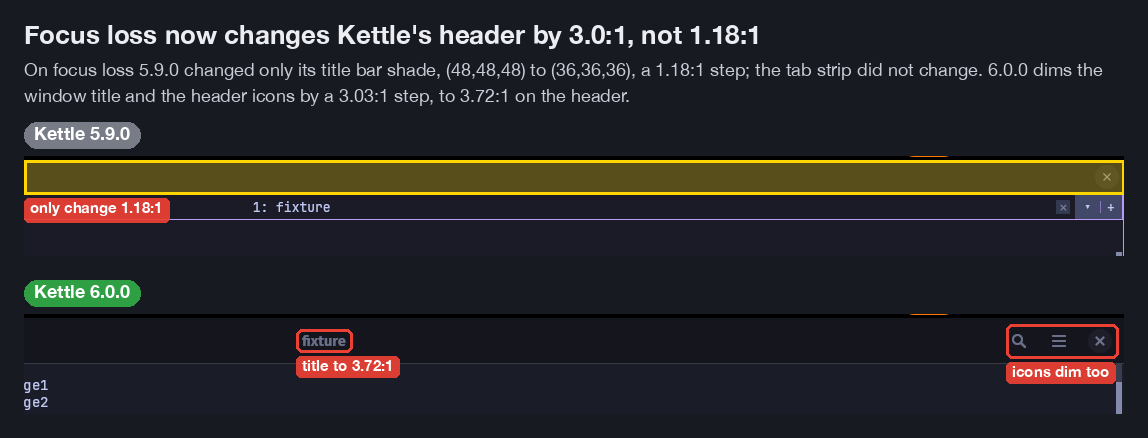 Focus loss now changes Kettle's header by 3.0:1, not 1.18:1
On focus loss 5.9.0 changed only its title bar shade, (48,48,48) to (36,36,36), a 1.18:1 step; the tab strip did not change. 6.0.0 dims the
window title and the header icons by a 3.03:1 step, to 3.72:1 on the header.
Kettle 5.9.0
only change 1.18:1
1: fixture
Kettle 6.0.0
fixture
title to 3.72:1
icons dim too
ge1
ge2